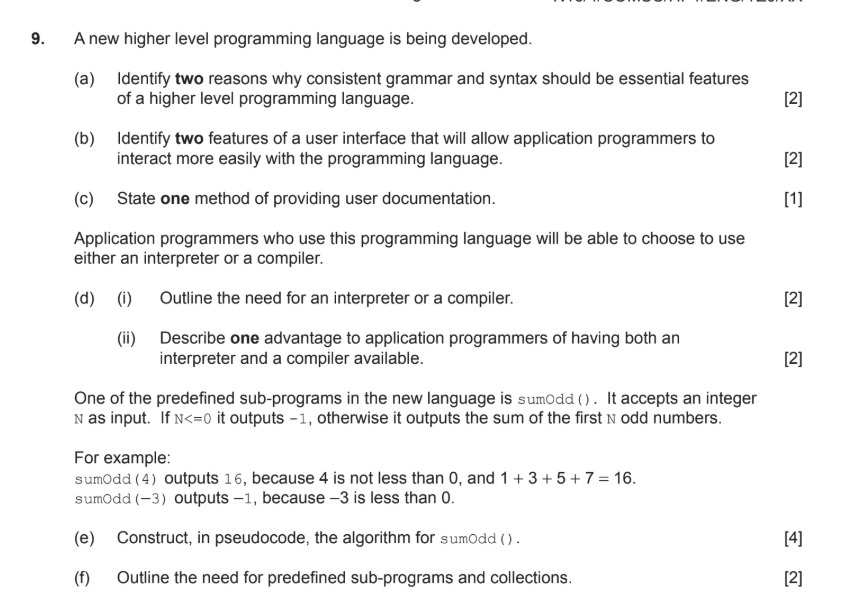 9. A new higher level programming language is being developed.
(a) Identify two reasons why consistent grammar and syntax should be essential features
of a higher level programming language. [2]
(b) Identify two features of a user interface that will allow application programmers to
interact more easily with the programming language. [2]
(c) State one method of providing user documentation. [1]
Application programmers who use this programming language will be able to choose to use
either an interpreter or a compiler.
(d) (i) Outline the need for an interpreter or a compiler. [2]
(ii) Describe one advantage to application programmers of having both an
interpreter and a compiler available. [2]
One of the predefined sub-programs in the new language is sumOdd(). It accepts an integer
N as input. If N<=0 it outputs -1, otherwise it outputs the sum of the first N odd numbers.
For example:
sumOdd(4) outputs 16, because 4 is not less than 0, and 1 + 3 + 5 + 7 = 16.
sumOdd(−3) outputs −1, because −3 is less than 0.
(e) Construct, in pseudocode, the algorithm for sumOdd(). [4]
(f) Outline the need for predefined sub-programs and collections. [2]